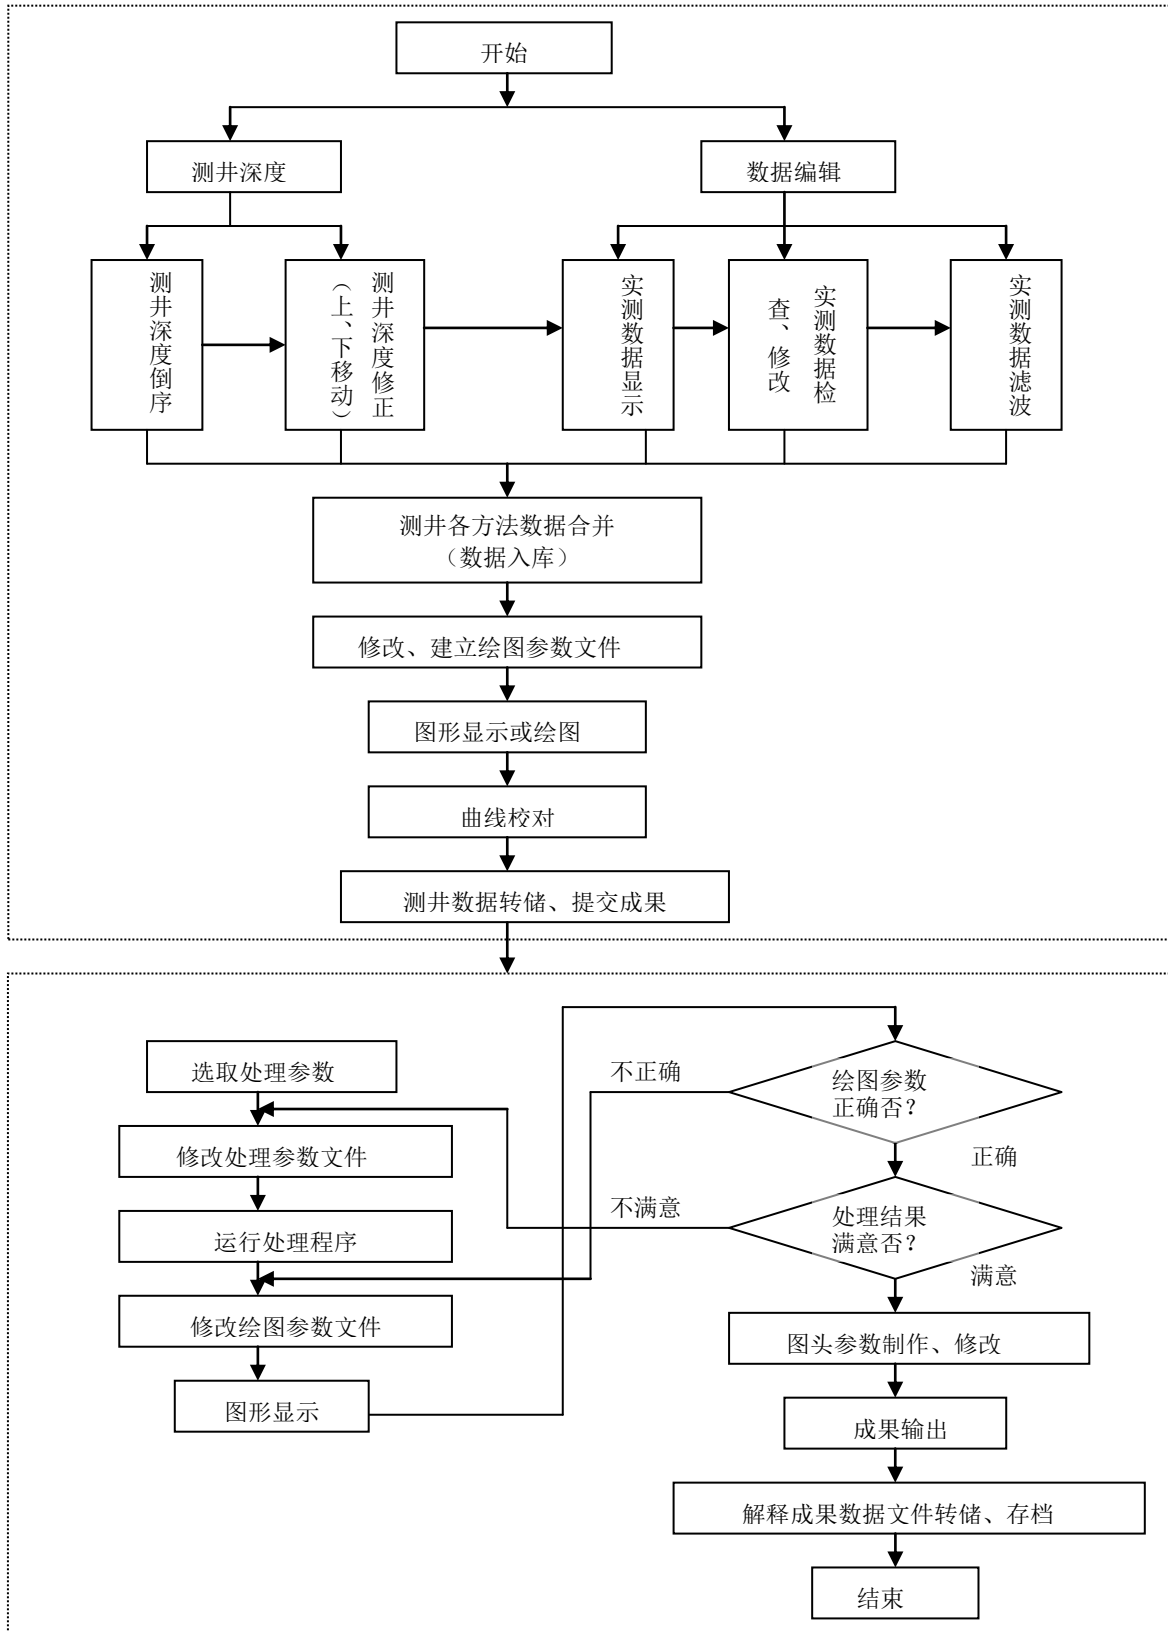 开始
测井深度
数据编辑
测井深度倒序
测井深度修正
（上、下移动）
实测数据显示
实测数据检
查、修改
实测数据滤波
测井各方法数据合并
（数据入库）
修改、建立绘图参数文件
图形显示或绘图
曲线校对
测井数据转储、提交成果
选取处理参数
修改处理参数文件
运行处理程序
修改绘图参数文件
图形显示
不正确
绘图参数
正确否？
正确
不满意
处理结果
满意否？
满意
图头参数制作、修改
成果输出
解释成果数据文件转储、存档
结束